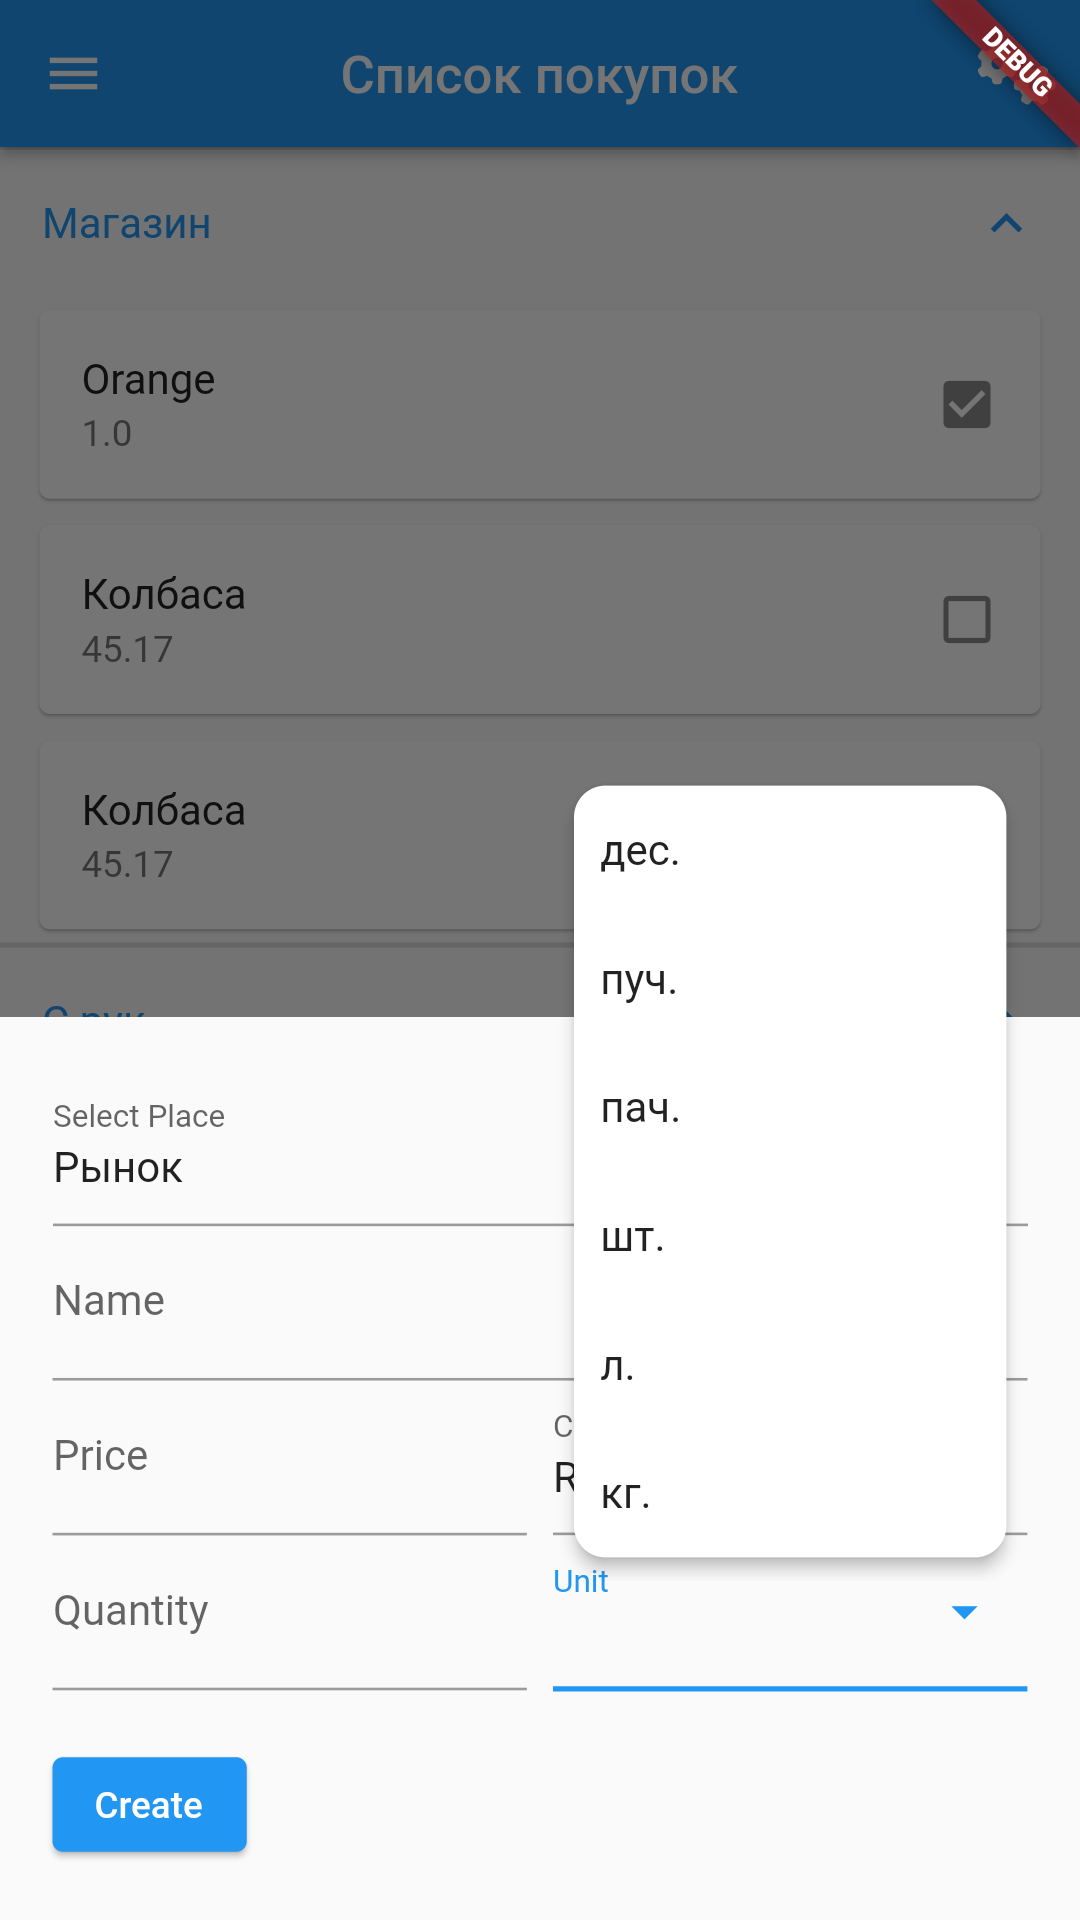 Список покупок
DEBUG
Магазин
Orange
1.0
Колбаса
45.17
Колбаса
45.17
дес.
пуч.
пач.
шт.
л.
кг.
Select Place
Рынок
Name
Price
Quantity
Unit
Create